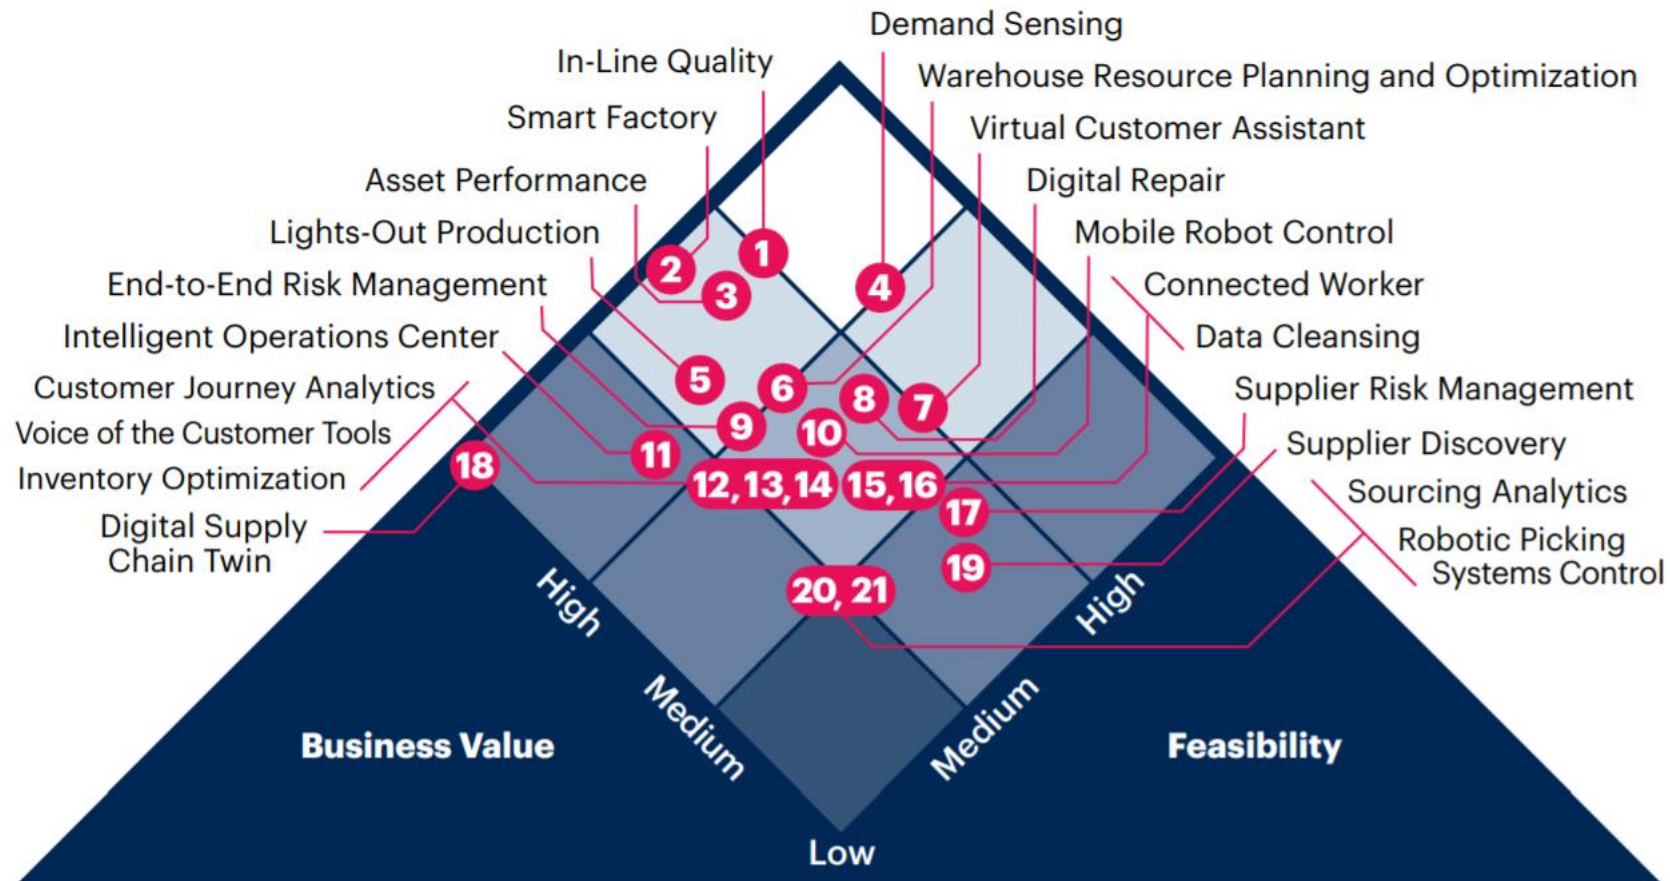 Demand Sensing
In-Line Quality
Warehouse Resource Planning and Optimization
Smart Factory
Virtual Customer Assistant
Asset Performance
Digital Repair
Lights-Out Production
Mobile Robot Control
End-to-End Risk Management
Connected Worker
Intelligent Operations Center
Data Cleansing
Customer Journey Analytics
Supplier Risk Management
Voice of the Customer Tools
Supplier Discovery
Inventory Optimization
Sourcing Analytics
Digital Supply
Chain Twin
Robotic Picking
Systems Control
1
2
3
4
5
6
8
7
9
10
11
18
12, 13, 14
15, 16
17
19
20, 21
High
High
Medium
Medium
Business Value
Feasibility
Low